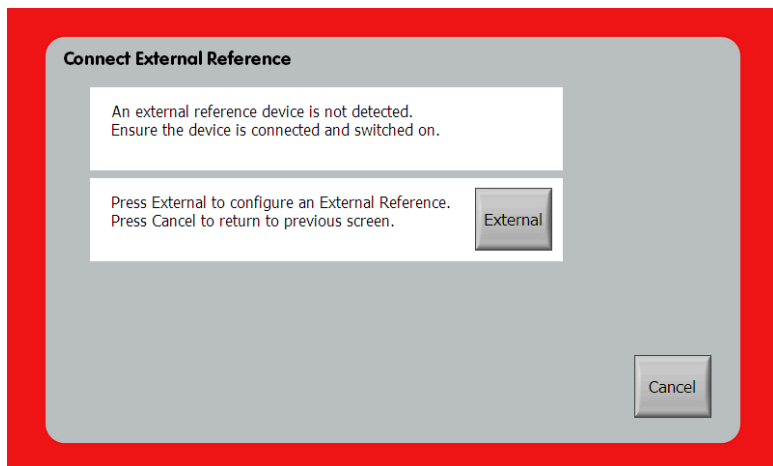 Connect External Reference
An external reference device is not detected.
Ensure the device is connected and switched on.
Press External to configure an External Reference.
Press Cancel to return to previous screen.
External
Cancel